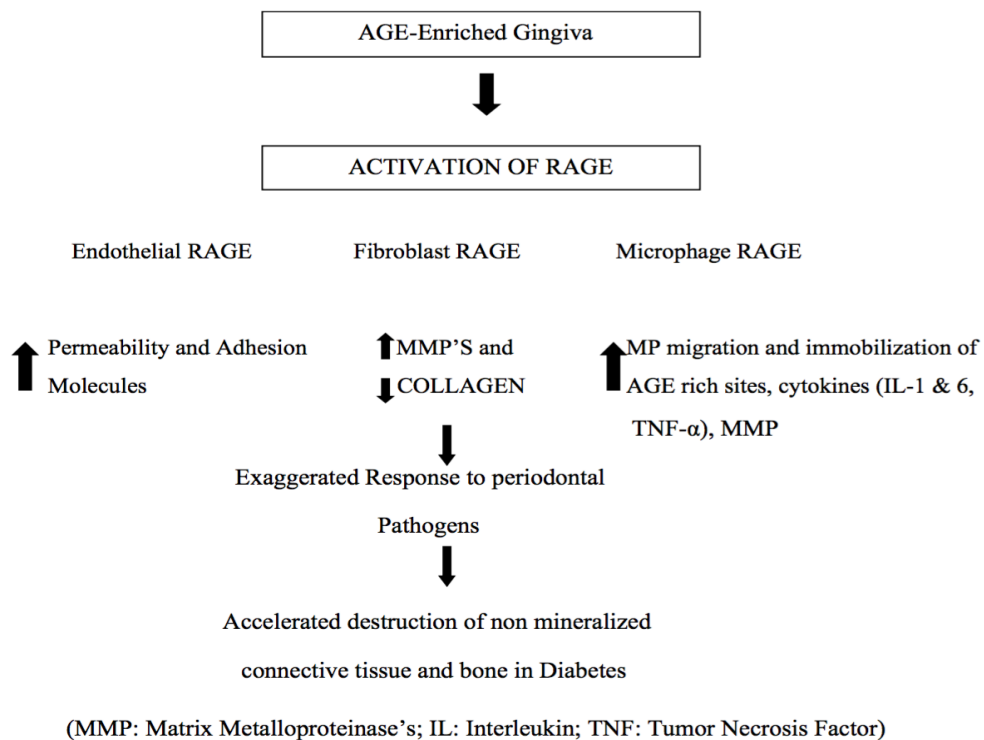 AGE-Enriched Gingiva
ACTIVATION OF RAGE
Endothelial RAGE
Fibroblast RAGE
Microphage RAGE
Permeability and Adhesion
Molecules
MMP'S and
COLLAGEN
MP migration and immobilization of
AGE rich sites, cytokines (IL-1 & 6,
TNF-α), MMP
Exaggerated Response to periodontal
Pathogens
Accelerated destruction of non mineralized
connective tissue and bone in Diabetes
(MMP: Matrix Metalloproteinase's; IL: Interleukin; TNF: Tumor Necrosis Factor)